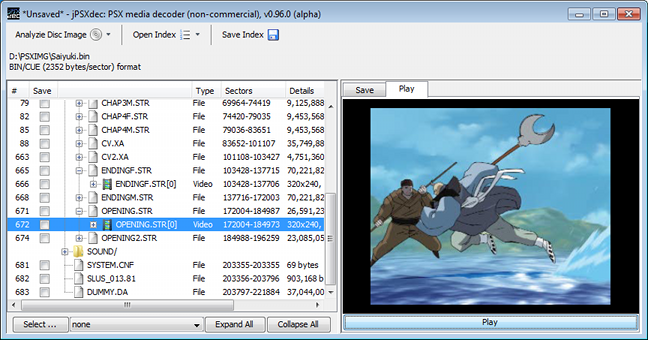 *Unsaved* - jPSXdec: PSX media decoder (non-commercial), v0.96.0 (alpha)
Analyzie Disc Image Open Index Save Index
D:\PSXIMG\Saiyuki.bin
BIN/CUE (2352 bytes/sector) format
# Save Type Sectors Details
79 CHAP3M.STR File 69964-74419 9,125,888
82 CHAP4F.STR File 74420-79035 9,453,568
85 CHAP4M.STR File 79036-83651 9,453,568
88 CV.XA File 83652-101107 35,749,88
663 CV2.XA File 101108-103427 4,751,360
665 ENDINGF.STR File 103428-137715 70,221,82
666 ENDINGF.STR[0] Video 103428-137706 320x240,
668 ENDINGM.STR File 137716-172003 70,221,82
671 OPENING.STR File 172004-184987 26,591,23
672 OPENING.STR[0] Video 172004-184973 320x240,
674 OPENING2.STR File 184988-196259 23,085,05
SOUND/
681 SYSTEM.CNF File 203355-203355 69 bytes
682 SLUS_013.81 File 203356-203796 903,168 b
683 DUMMY.DA File 203797-221884 37,044,00
Select ... none Expand All Collapse All
Save Play
Play